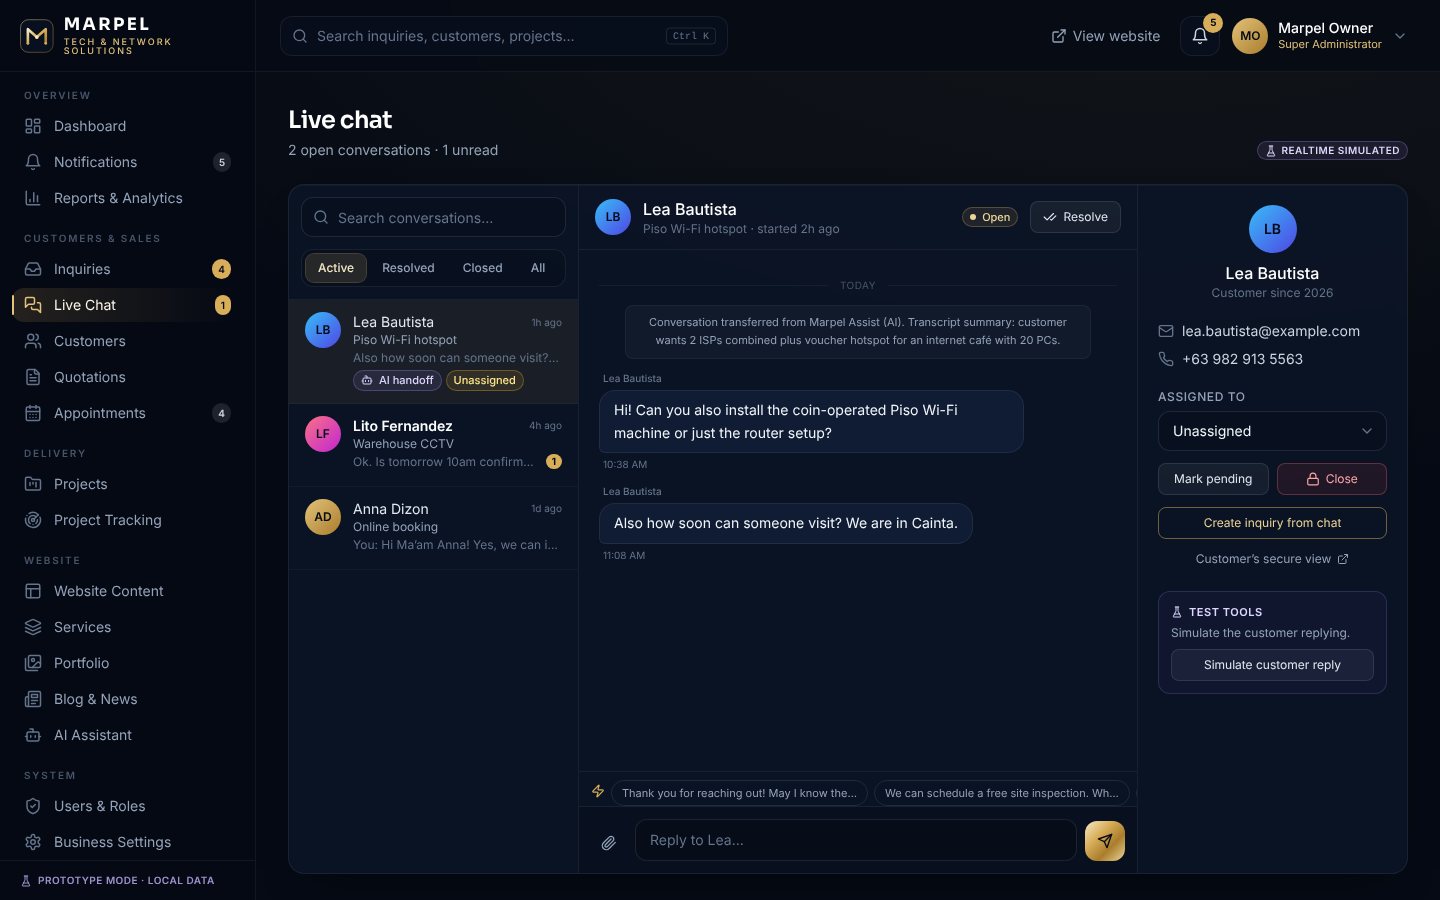 MARPEL
TECH & NETWORK
SOLUTIONS
Search inquiries, customers, projects...
Ctrl K
View website
5
MO
Marpel Owner
Super Administrator
OVERVIEW
Dashboard
Notifications
5
Reports & Analytics
CUSTOMERS & SALES
Inquiries
4
Live Chat
1
Customers
Quotations
Appointments
4
DELIVERY
Projects
Project Tracking
WEBSITE
Website Content
Services
Portfolio
Blog & News
AI Assistant
SYSTEM
Users & Roles
Business Settings
PROTOTYPE MODE · LOCAL DATA
Live chat
2 open conversations · 1 unread
REALTIME SIMULATED
Search conversations...
Active
Resolved
Closed
All
LB
Lea Bautista
1h ago
Piso Wi-Fi hotspot
Also how soon can someone visit?...
AI handoff
Unassigned
LF
Lito Fernandez
4h ago
Warehouse CCTV
Ok. Is tomorrow 10am confirm...
1
AD
Anna Dizon
1d ago
Online booking
You: Hi Ma'am Anna! Yes, we can i...
LB
Lea Bautista
Piso Wi-Fi hotspot · started 2h ago
Open
Resolve
TODAY
Conversation transferred from Marpel Assist (AI). Transcript summary: customer
wants 2 ISPs combined plus voucher hotspot for an internet café with 20 PCs.
Lea Bautista
Hi! Can you also install the coin-operated Piso Wi-Fi
machine or just the router setup?
10:38 AM
Lea Bautista
Also how soon can someone visit? We are in Cainta.
11:08 AM
Thank you for reaching out! May I know the...
We can schedule a free site inspection. Wh...
Reply to Lea...
LB
Lea Bautista
Customer since 2026
lea.bautista@example.com
+63 982 913 5563
ASSIGNED TO
Unassigned
Mark pending
Close
Create inquiry from chat
Customer's secure view
TEST TOOLS
Simulate the customer replying.
Simulate customer reply